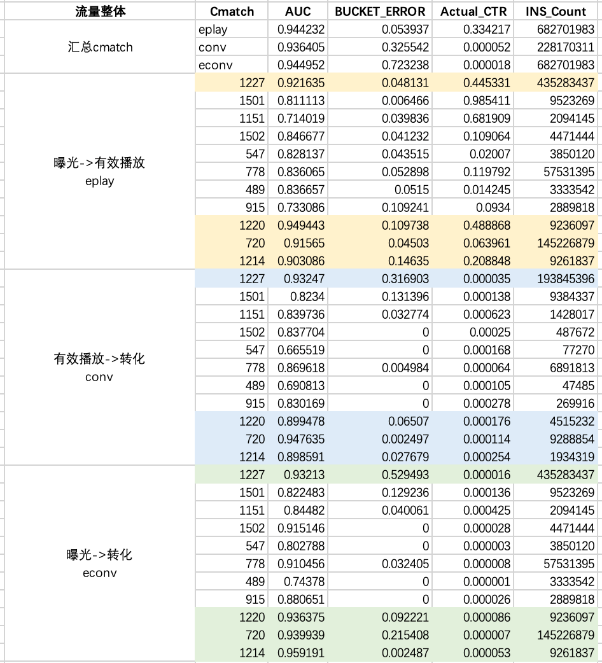 流量整体 Cmatch AUC BUCKET_ERROR Actual_CTR INS_Count
汇总cmatch
eplay 0.944232 0.053937 0.334217 682701983
conv 0.936405 0.325542 0.000052 228170311
econv 0.944952 0.723238 0.000018 682701983
曝光->有效播放
eplay
1227 0.921635 0.048131 0.445331 435283437
1501 0.811113 0.006466 0.985411 9523269
1151 0.714019 0.039836 0.681909 2094145
1502 0.846677 0.041232 0.109064 4471444
547 0.828137 0.043515 0.02007 3850120
778 0.836065 0.052898 0.119792 57531395
489 0.836657 0.0515 0.014245 3333542
915 0.733086 0.109241 0.0934 2889818
1220 0.949443 0.109738 0.488868 9236097
720 0.91565 0.04503 0.063961 145226879
1214 0.903086 0.14635 0.208848 9261837
有效播放->转化
conv
1227 0.93247 0.316903 0.000035 193845396
1501 0.8234 0.131396 0.000138 9384337
1151 0.839736 0.032774 0.000623 1428017
1502 0.837704 0 0.00025 487672
547 0.665519 0 0.000168 77270
778 0.869618 0.004984 0.000064 6891813
489 0.690813 0 0.000105 47485
915 0.830169 0 0.000278 269916
1220 0.899478 0.06507 0.000176 4515232
720 0.947635 0.002497 0.000114 9288854
1214 0.898591 0.027679 0.000254 1934319
曝光->转化
econv
1227 0.93213 0.529493 0.000016 435283437
1501 0.822483 0.129236 0.000136 9523269
1151 0.84482 0.040061 0.000425 2094145
1502 0.915146 0 0.000028 4471444
547 0.802788 0 0.000003 3850120
778 0.910456 0.032405 0.000008 57531395
489 0.74378 0 0.000001 3333542
915 0.880651 0 0.000026 2889818
1220 0.936375 0.092221 0.000086 9236097
720 0.939939 0.215408 0.000007 145226879
1214 0.959191 0.002487 0.000053 9261837